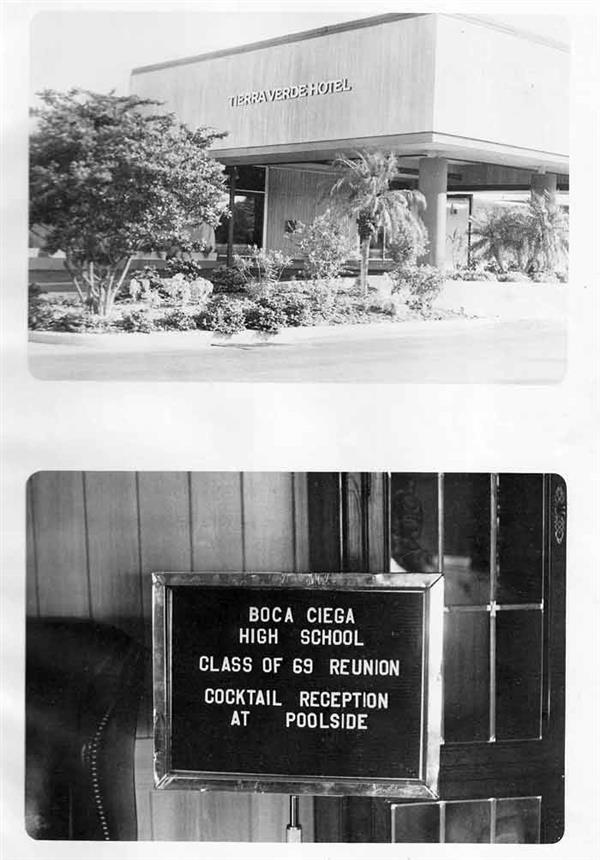 TIERRA VERDE HOTEL
BOCA CIEGA
HIGH SCHOOL
CLASS OF 69 REUNION
COCKTAIL RECEPTION
AT POOLSIDE